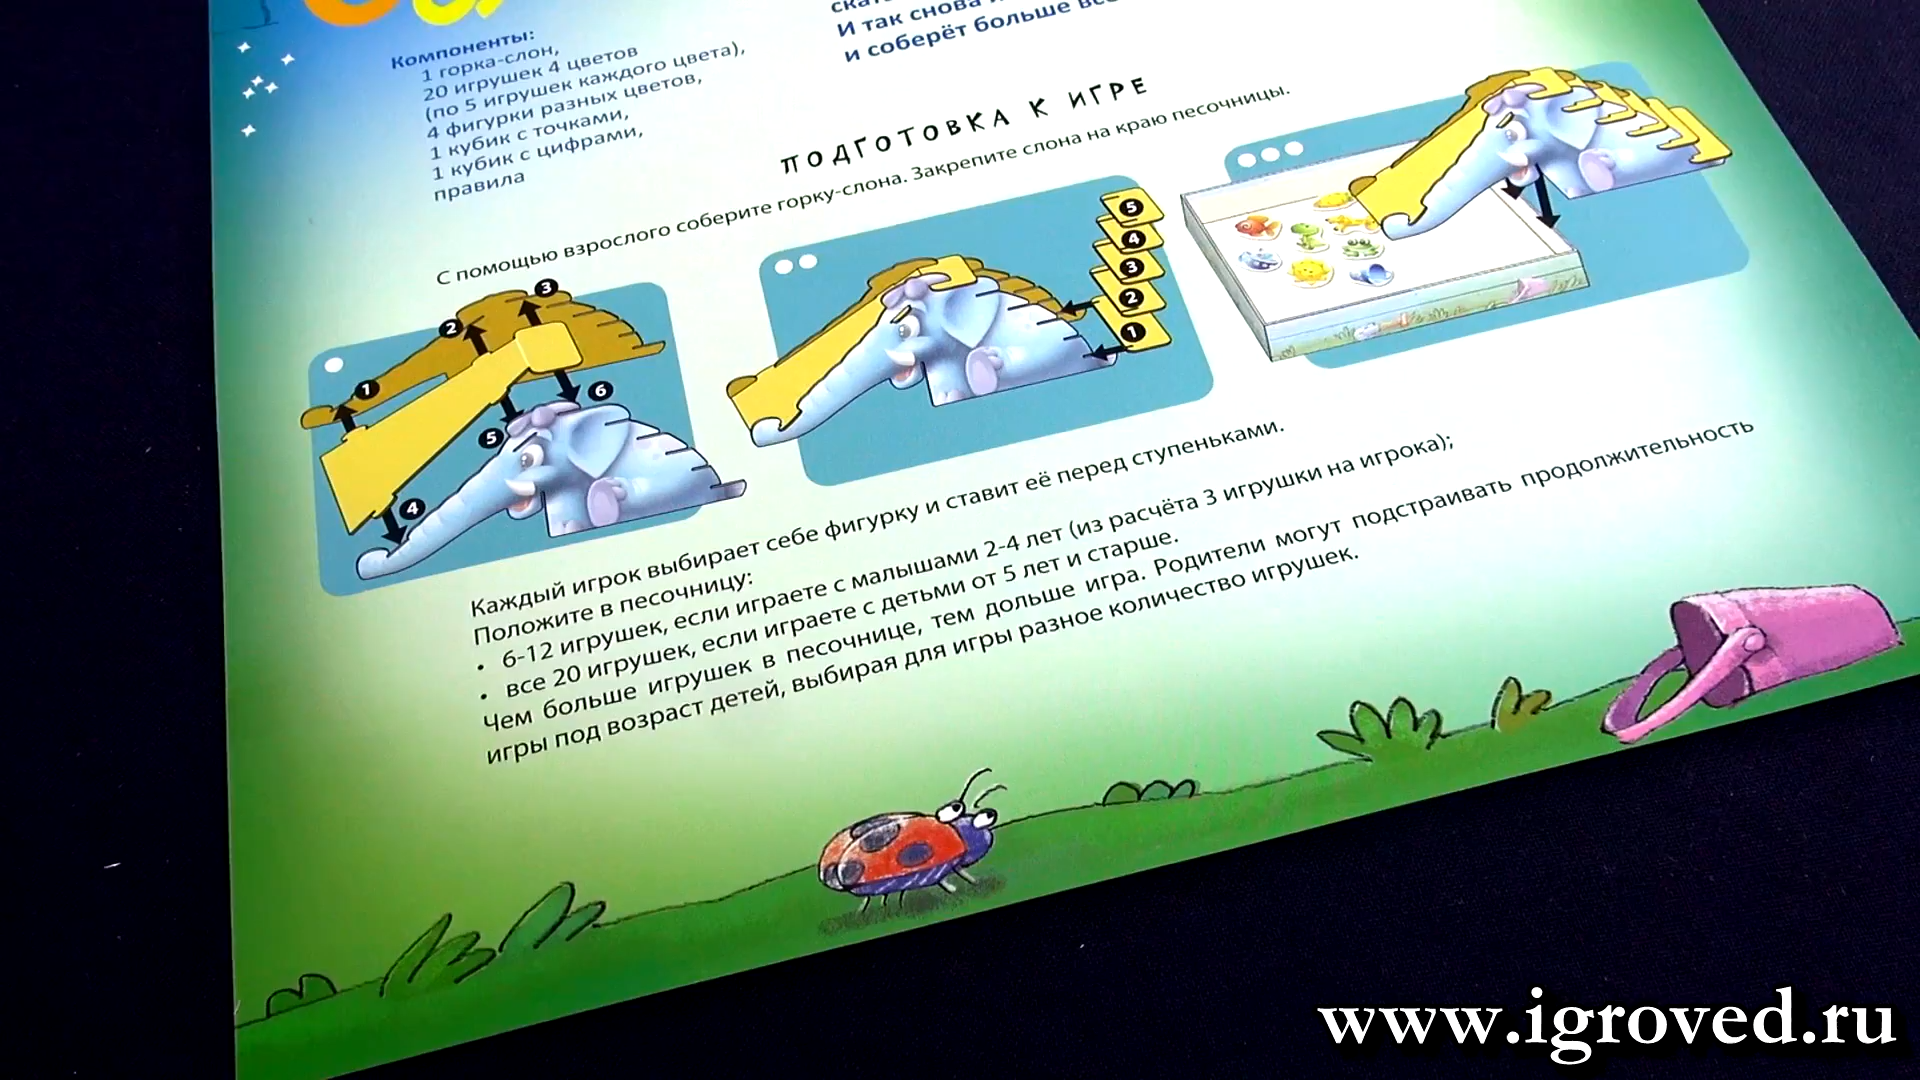 Компоненты:
1 горка-слон,
20 игрушек 4 цветов
(по 5 игрушек каждого цвета),
4 фигурки разных цветов,
1 кубик с точками,
1 кубик с цифрами,
правила
И так снова
и соберёт больше
ПОДГОТОВКА К ИГРЕ
С помощью взрослого соберите горку-слона. Закрепите слона на краю песочницы.
1
2
3
4
5
6
5
4
3
2
1
Каждый игрок выбирает себе фигурку и ставит её перед ступеньками.
Положите в песочницу:
• 6-12 игрушек, если играете с малышами 2-4 лет (из расчёта 3 игрушки на игрока);
• все 20 игрушек, если играете с детьми от 5 лет и старше.
Чем больше игрушек в песочнице, тем дольше игра. Родители могут подстраивать продолжительность
игры под возраст детей, выбирая для игры разное количество игрушек.
www.igroved.ru